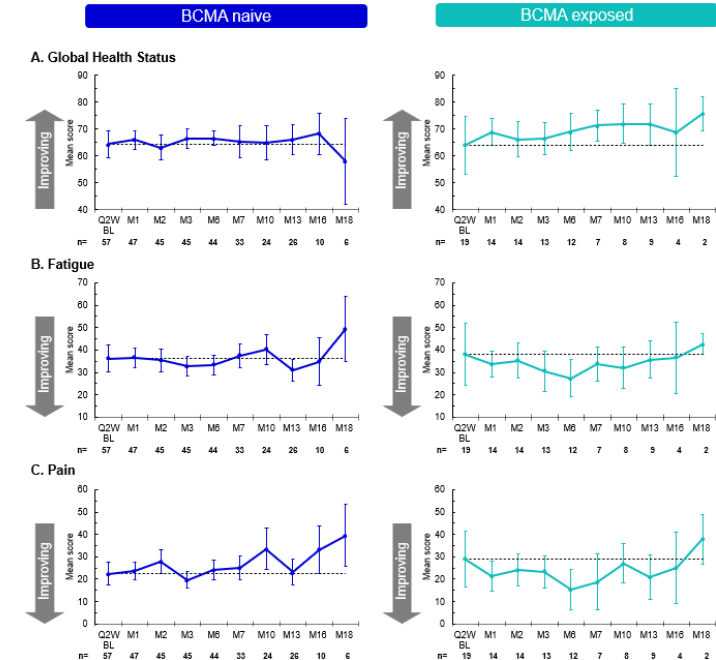 BCMA naive
BCMA exposed
A. Global Health Status
Improving
Mean score
90
80
70
60
50
40
Q2W BL M1 M2 M3 M6 M7 M10 M13 M16 M18
n= 57 47 45 45 44 33 24 26 10 6
Improving
Mean score
90
80
70
60
50
40
Q2W BL M1 M2 M3 M6 M7 M10 M13 M16 M18
n= 19 14 14 13 12 7 8 9 4 2
B. Fatigue
Improving
Mean score
70
60
50
40
30
20
10
Q2W BL M1 M2 M3 M6 M7 M10 M13 M16 M18
n= 57 47 45 45 44 33 24 26 10 6
Improving
Mean score
70
60
50
40
30
20
10
Q2W BL M1 M2 M3 M6 M7 M10 M13 M16 M18
n= 19 14 14 13 12 7 8 9 4 2
C. Pain
Improving
Mean score
60
50
40
30
20
10
0
Q2W BL M1 M2 M3 M6 M7 M10 M13 M16 M18
n= 57 47 45 45 44 33 24 26 10 6
Improving
Mean score
60
50
40
30
20
10
0
Q2W BL M1 M2 M3 M6 M7 M10 M13 M16 M18
n= 19 14 14 13 12 7 8 9 4 2